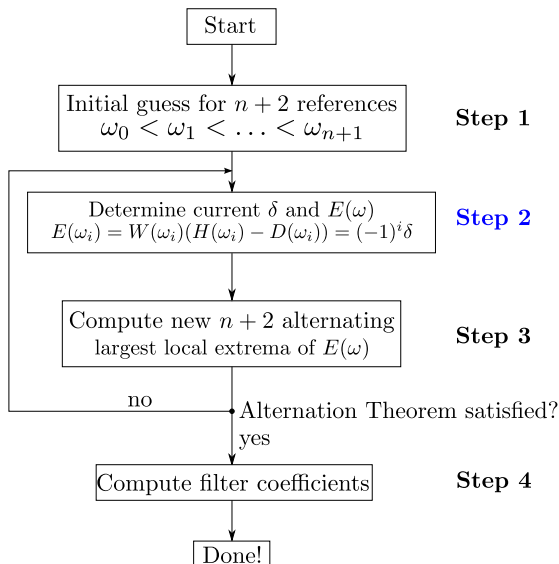 Start
Initial guess for n + 2 references
ω₀ < ω₁ < … < ωₙ₊₁
Step 1
Determine current δ and E(ω)
E(ωᵢ) = W(ωᵢ)(H(ωᵢ) − D(ωᵢ)) = (−1)ⁱδ
Step 2
Compute new n + 2 alternating
largest local extrema of E(ω)
Step 3
no
Alternation Theorem satisfied?
yes
Compute filter coefficients
Step 4
Done!